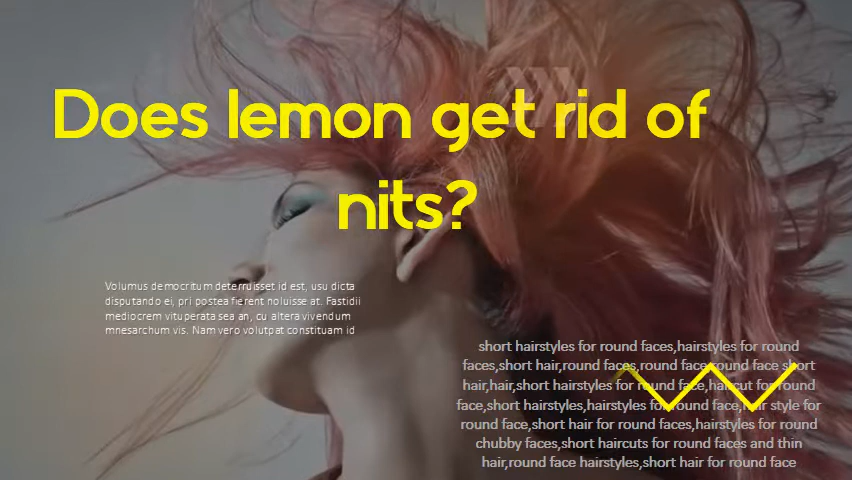 Does lemon get rid of
nits?
Volumus democritum deterruisset id est, usu dicta
disputando ei, pri postea fierent noluisse at. Fastidii
mediocrem vituperata sea an, cu altera vivendum
mnesarchum vis. Nam vero volutpat constituam id
short hairstyles for round faces,hairstyles for round
faces,short hair,round faces,round face,round face short
hair,hair,short hairstyles for round face,haircut for round
face,short hairstyles,hairstyles for round face,hair style for
round face,short hair for round faces,hairstyles for round
chubby faces,short haircuts for round faces and thin
hair,round face hairstyles,short hair for round face